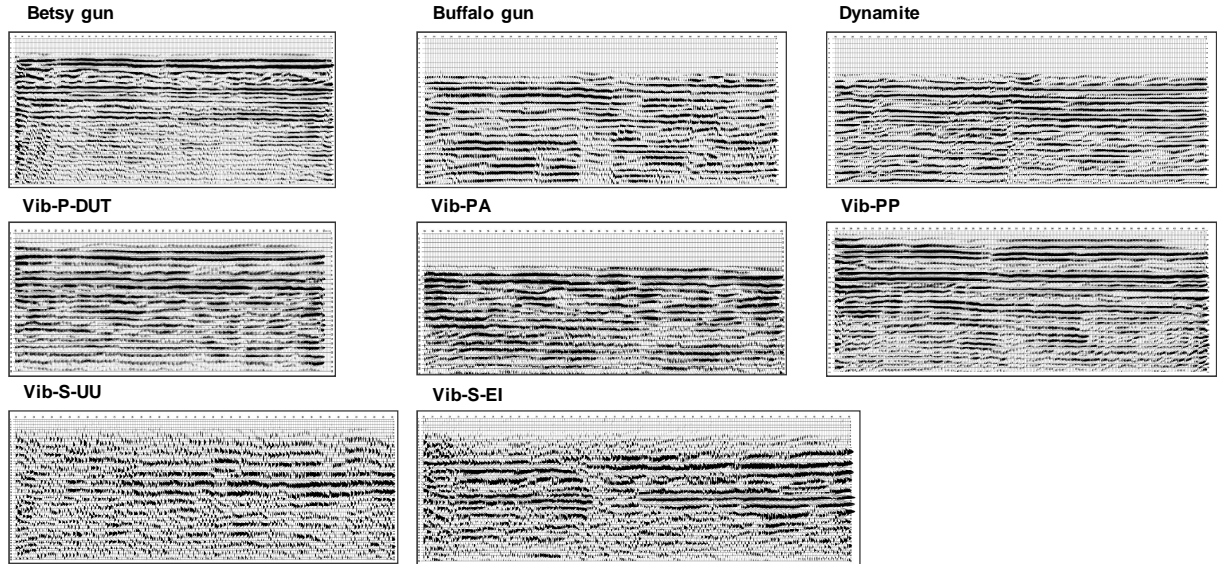 Betsy gun
Buffalo gun
Dynamite
Vib-P-DUT
Vib-PA
Vib-PP
Vib-S-UU
Vib-S-EI